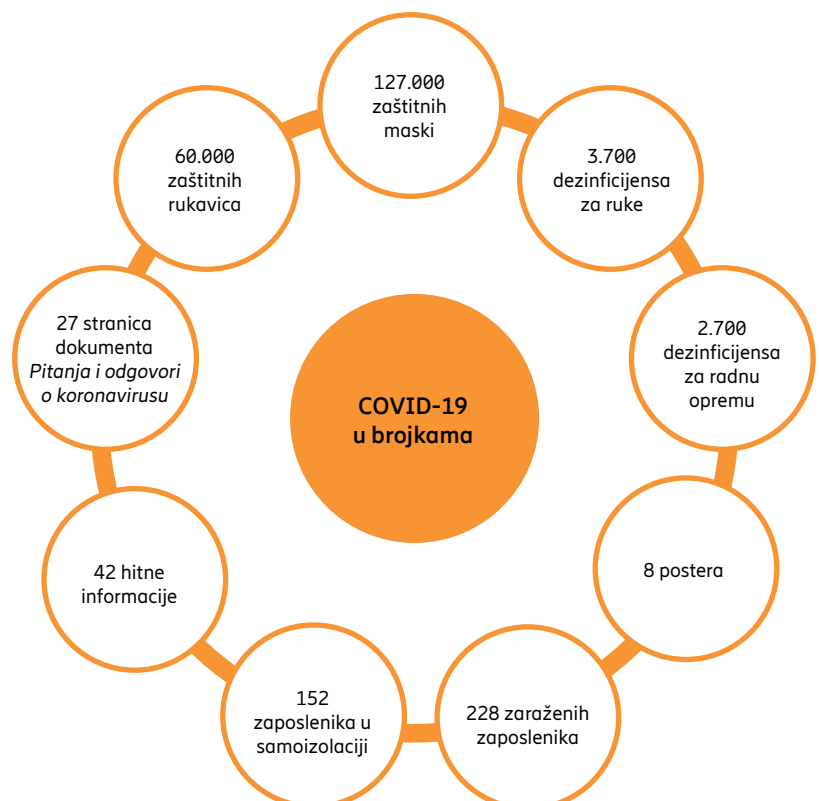 127.000
zaštitnih
maski
3.700
dezinficijensa
za ruke
2.700
dezinficijensa
za radnu
opremu
8 postera
228 zaraženih
zaposlenika
152
zaposlenika u
samoizolaciji
42 hitne
informacije
27 stranica
dokumenta
Pitanja i odgovori
o koronavirusu
60.000
zaštitnih
rukavica
COVID-19
u brojkama